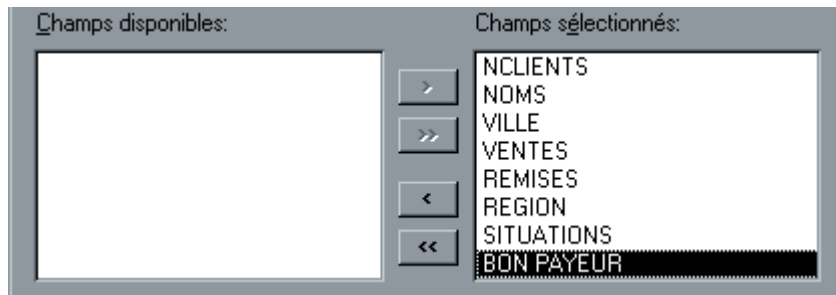 Champs disponibles:
Champs sélectionnés:
>
>>
<
<<
NCLIENTS
NOMS
VILLE
VENTES
REMISES
REGION
SITUATIONS
BON PAYEUR